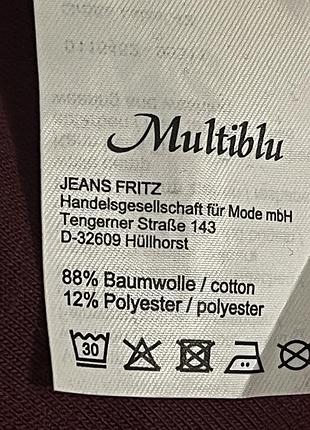 Multiblu
JEANS FRITZ
Handelsgesellschaft für Mode mbH
Tengerner Straße 143
D-32609 Hüllhorst
88% Baumwolle / cotton
12% Polyester / polyester
30